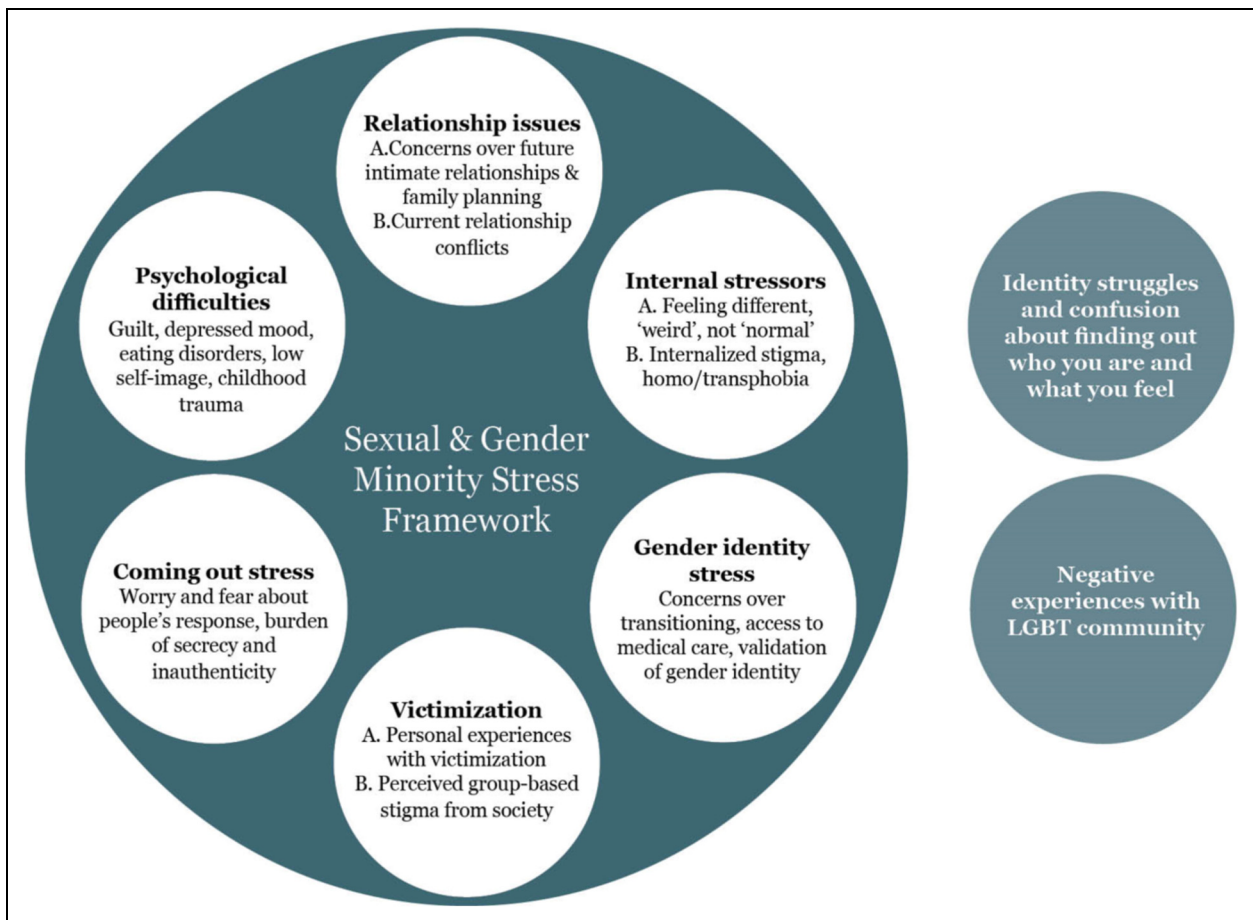 Relationship issues
A.Concerns over future
intimate relationships &
family planning
B.Current relationship
conflicts
Psychological
difficulties
Guilt, depressed mood,
eating disorders, low
self-image, childhood
trauma
Internal stressors
A. Feeling different,
‘weird’, not ‘normal’
B. Internalized stigma,
homo/transphobia
Sexual & Gender
Minority Stress
Framework
Coming out stress
Worry and fear about
people’s response, burden
of secrecy and
inauthenticity
Gender identity
stress
Concerns over
transitioning, access to
medical care, validation
of gender identity
Victimization
A. Personal experiences
with victimization
B. Perceived group-based
stigma from society
Identity struggles
and confusion
about finding out
who you are and
what you feel
Negative
experiences with
LGBT community